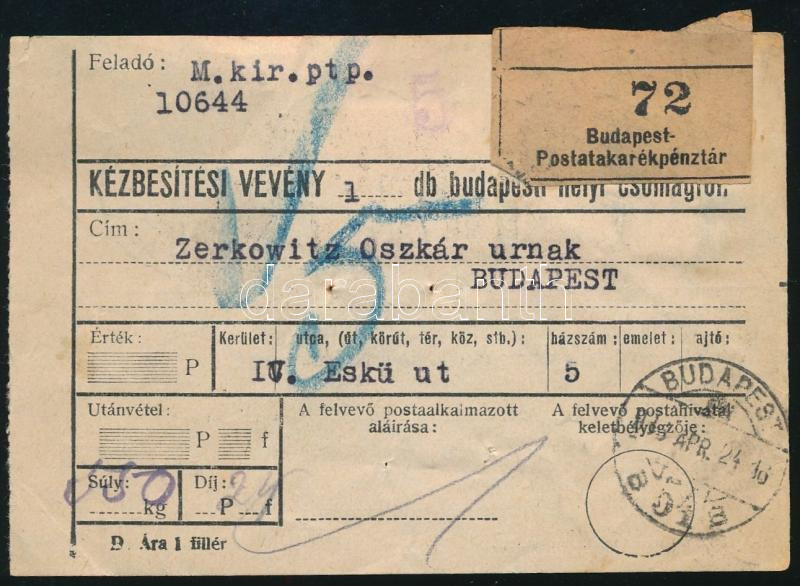 Feladó: M.kir.ptp.
10644
72
Budapest-
Postatakarékpénztár
KÉZBESÍTÉSI VEVÉNY 1 db budapesti helyi csomagról.
Cím: Zerkowitz Oszkár urnak
BUDAPEST
darabanth
Érték: Kerület: utca, (út, körút, tér, köz, stb.): házszám: emelet: ajtó:
P IV. Eskü ut 5
Utánvétel: A felvevő postaalkalmazott aláírása: A felvevő postahivatal keletbélyegzője:
P f
Súly: Díj:
kg P f
D. Ára 1 fillér
BUDAPEST
APR. 24